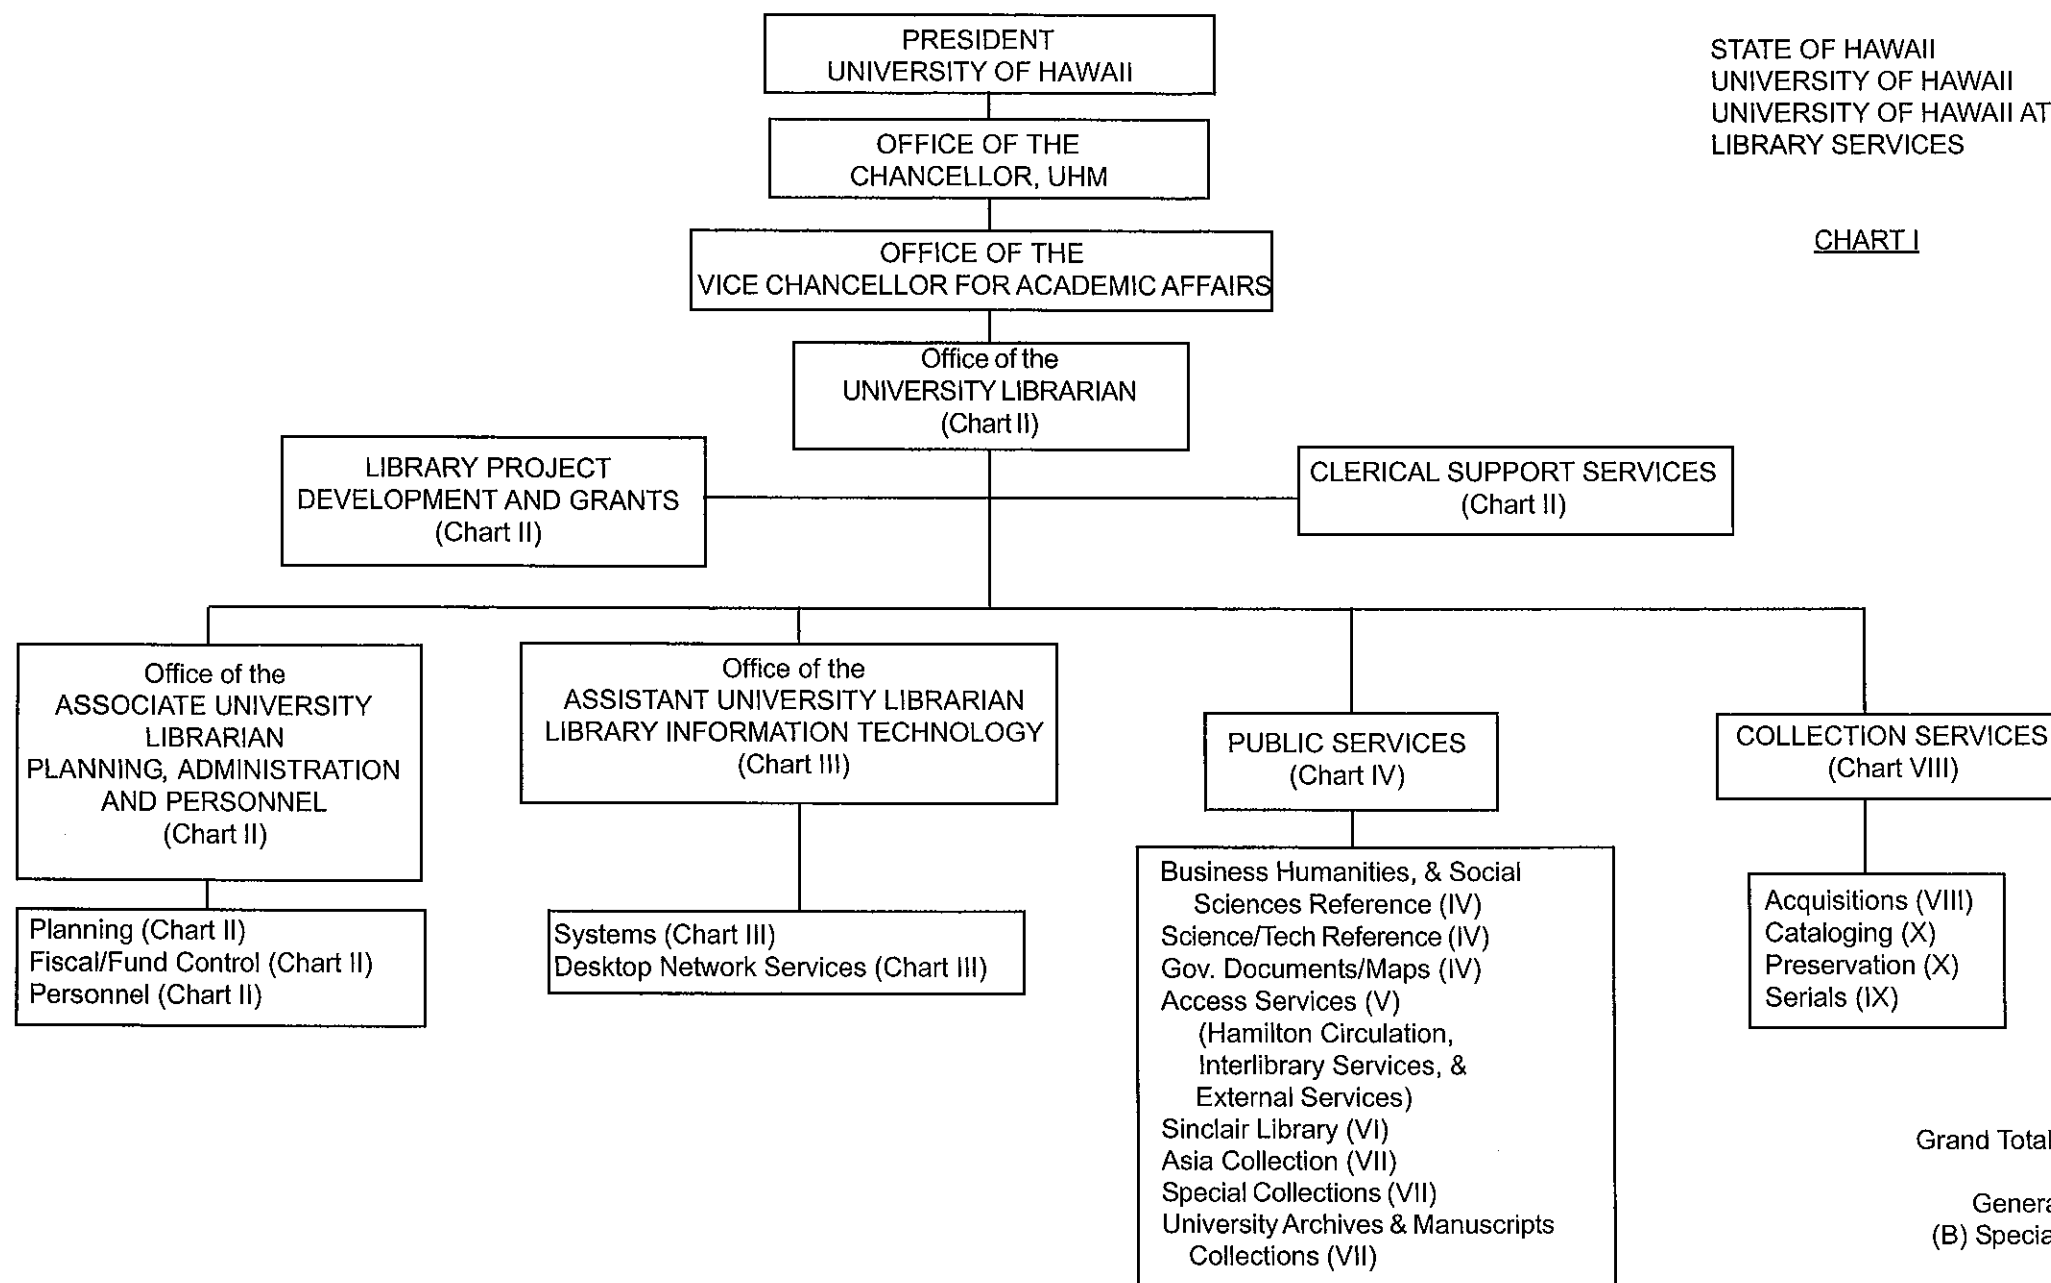 PRESIDENT
UNIVERSITY OF HAWAII
STATE OF HAWAII
UNIVERSITY OF HAWAII
UNIVERSITY OF HAWAII AT
LIBRARY SERVICES
CHART I
OFFICE OF THE
CHANCELLOR, UHM
OFFICE OF THE
VICE CHANCELLOR FOR ACADEMIC AFFAIRS
Office of the
UNIVERSITY LIBRARIAN
(Chart II)
LIBRARY PROJECT
DEVELOPMENT AND GRANTS
(Chart II)
CLERICAL SUPPORT SERVICES
(Chart II)
Office of the
ASSOCIATE UNIVERSITY
LIBRARIAN
PLANNING, ADMINISTRATION
AND PERSONNEL
(Chart II)
Planning (Chart II)
Fiscal/Fund Control (Chart II)
Personnel (Chart II)
Office of the
ASSISTANT UNIVERSITY LIBRARIAN
LIBRARY INFORMATION TECHNOLOGY
(Chart III)
Systems (Chart III)
Desktop Network Services (Chart III)
PUBLIC SERVICES
(Chart IV)
Business Humanities, & Social
Sciences Reference (IV)
Science/Tech Reference (IV)
Gov. Documents/Maps (IV)
Access Services (V)
(Hamilton Circulation,
Interlibrary Services, &
External Services)
Sinclair Library (VI)
Asia Collection (VII)
Special Collections (VII)
University Archives & Manuscripts
Collections (VII)
COLLECTION SERVICES
(Chart VIII)
Acquisitions (VIII)
Cataloging (X)
Preservation (X)
Serials (IX)
Grand Total
Genera
(B) Specia